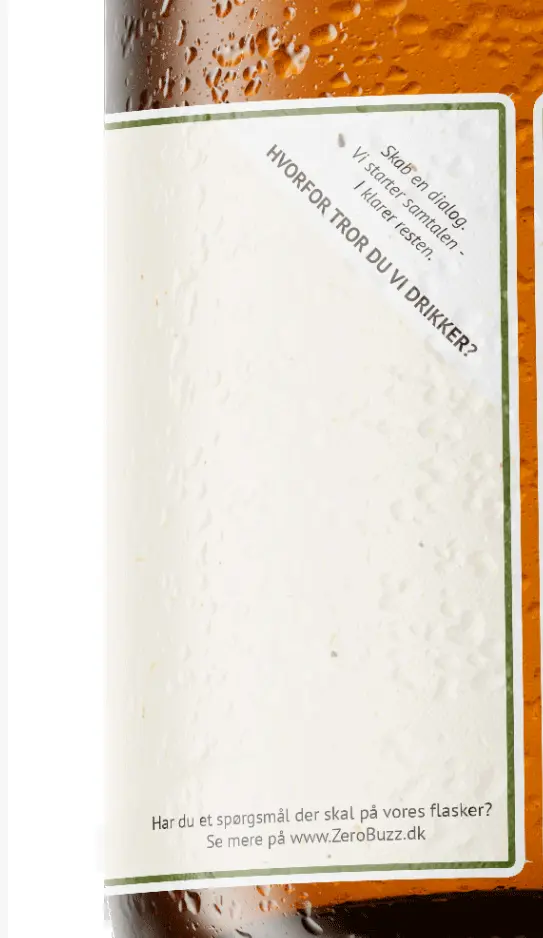 Skab en dialog.
Vi starter samtalen -
I klarer resten.
HVORFOR TROR DU VI DRIKKER?
Har du et spørgsmål der skal på vores flasker?
Se mere på www.ZeroBuzz.dk